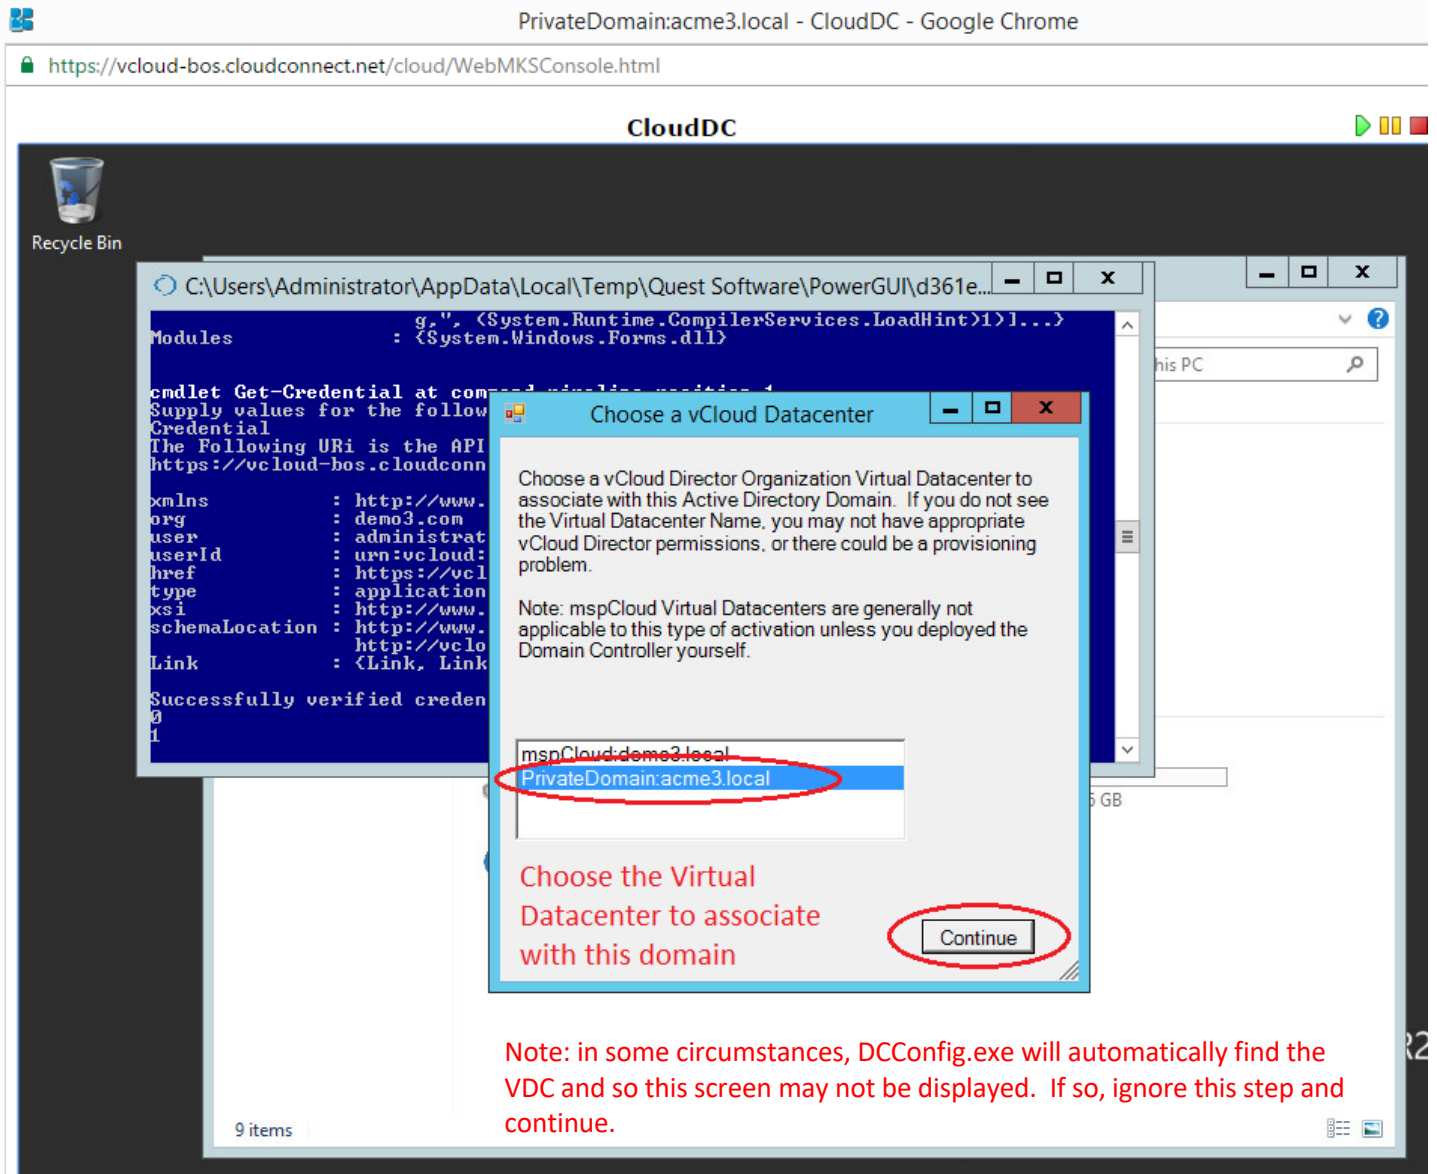 PrivateDomain:acme3.local - CloudDC - Google Chrome
https://vcloud-bos.cloudconnect.net/cloud/WebMKSConsole.html
CloudDC
Recycle Bin
C:\Users\Administrator\AppData\Local\Temp\Quest Software\PowerGUI\d361e...
g,", (System.Runtime.CompilerServices.LoadHint)1)]...}
Modules : {System.Windows.Forms.dll}
his PC
cmdlet Get-Credential at command pipeline position 1
Supply values for the follow
Credential
The Following URi is the API
https://vcloud-bos.cloudconn
xmlns : http://www.
org : demo3.com
user : administrat
userId : urn:vcloud:
href : https://vcl
type : application
xsi : http://www.
schemaLocation : http://www.
http://vclo
Link : {Link, Link
Successfully verified creden
0
1
Choose a vCloud Datacenter
Choose a vCloud Director Organization Virtual Datacenter to
associate with this Active Directory Domain. If you do not see
the Virtual Datacenter Name, you may not have appropriate
vCloud Director permissions, or there could be a provisioning
problem.
Note: mspCloud Virtual Datacenters are generally not
applicable to this type of activation unless you deployed the
Domain Controller yourself.
mspCloud:demo3.local
PrivateDomain:acme3.local
GB
Choose the Virtual
Datacenter to associate
with this domain
Continue
Note: in some circumstances, DCConfig.exe will automatically find the
VDC and so this screen may not be displayed. If so, ignore this step and
continue.
R2
9 items